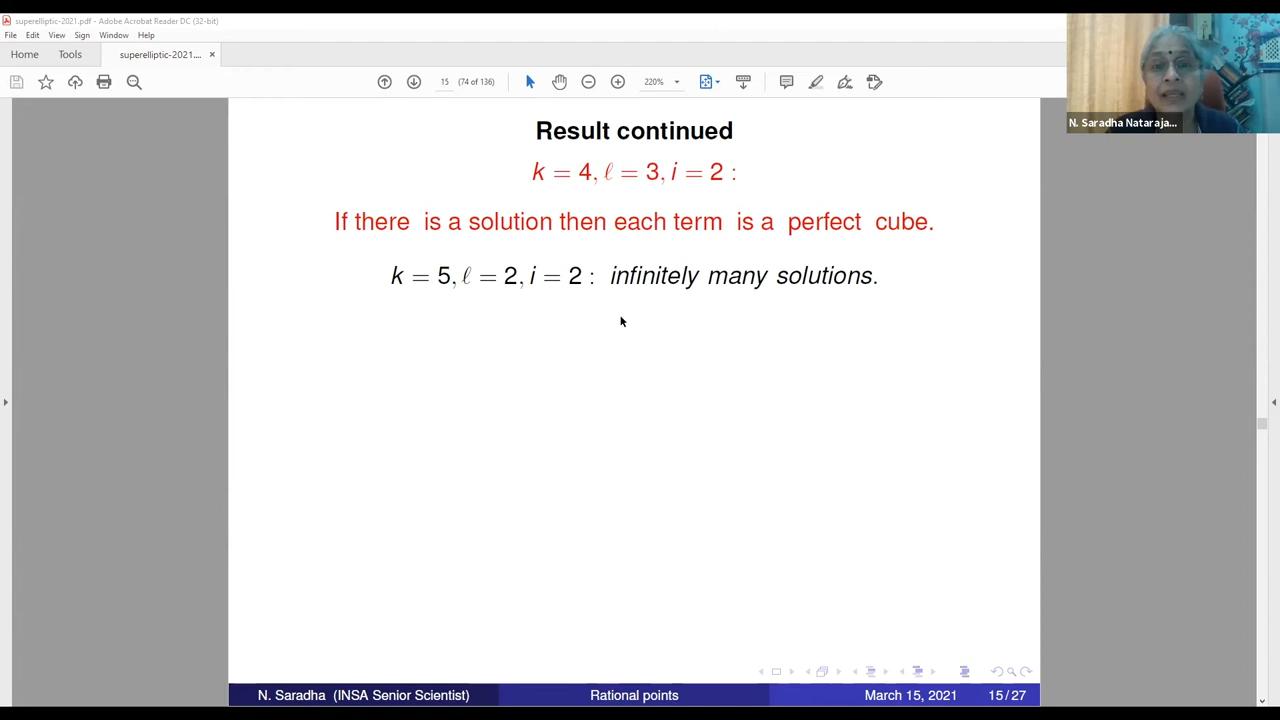 superelliptic-2021.pdf - Adobe Acrobat Reader DC (32-bit)
File Edit View Sign Window Help
Home Tools superelliptic-2021.... ×
15 (74 of 136) 220%
N. Saradha Nataraja...
Result continued
k = 4, ℓ = 3, i = 2 :
If there is a solution then each term is a perfect cube.
k = 5, ℓ = 2, i = 2 : infinitely many solutions.
N. Saradha (INSA Senior Scientist) Rational points March 15, 2021 15/27